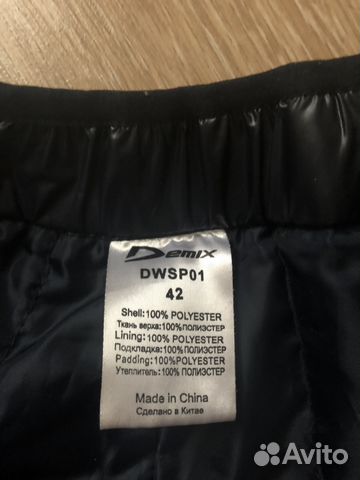 Demix
DWSP01
42
Shell:100% POLYESTER
Ткань верха:100% ПОЛИЭСТЕР
Lining: 100% POLYESTER
Подкладка:100% ПОЛИЭСТЕР
Padding: 100% POLYESTER
Утеплитель: 100% ПОЛИЭСТЕР
Made in China
Сделано в Китае
Avito